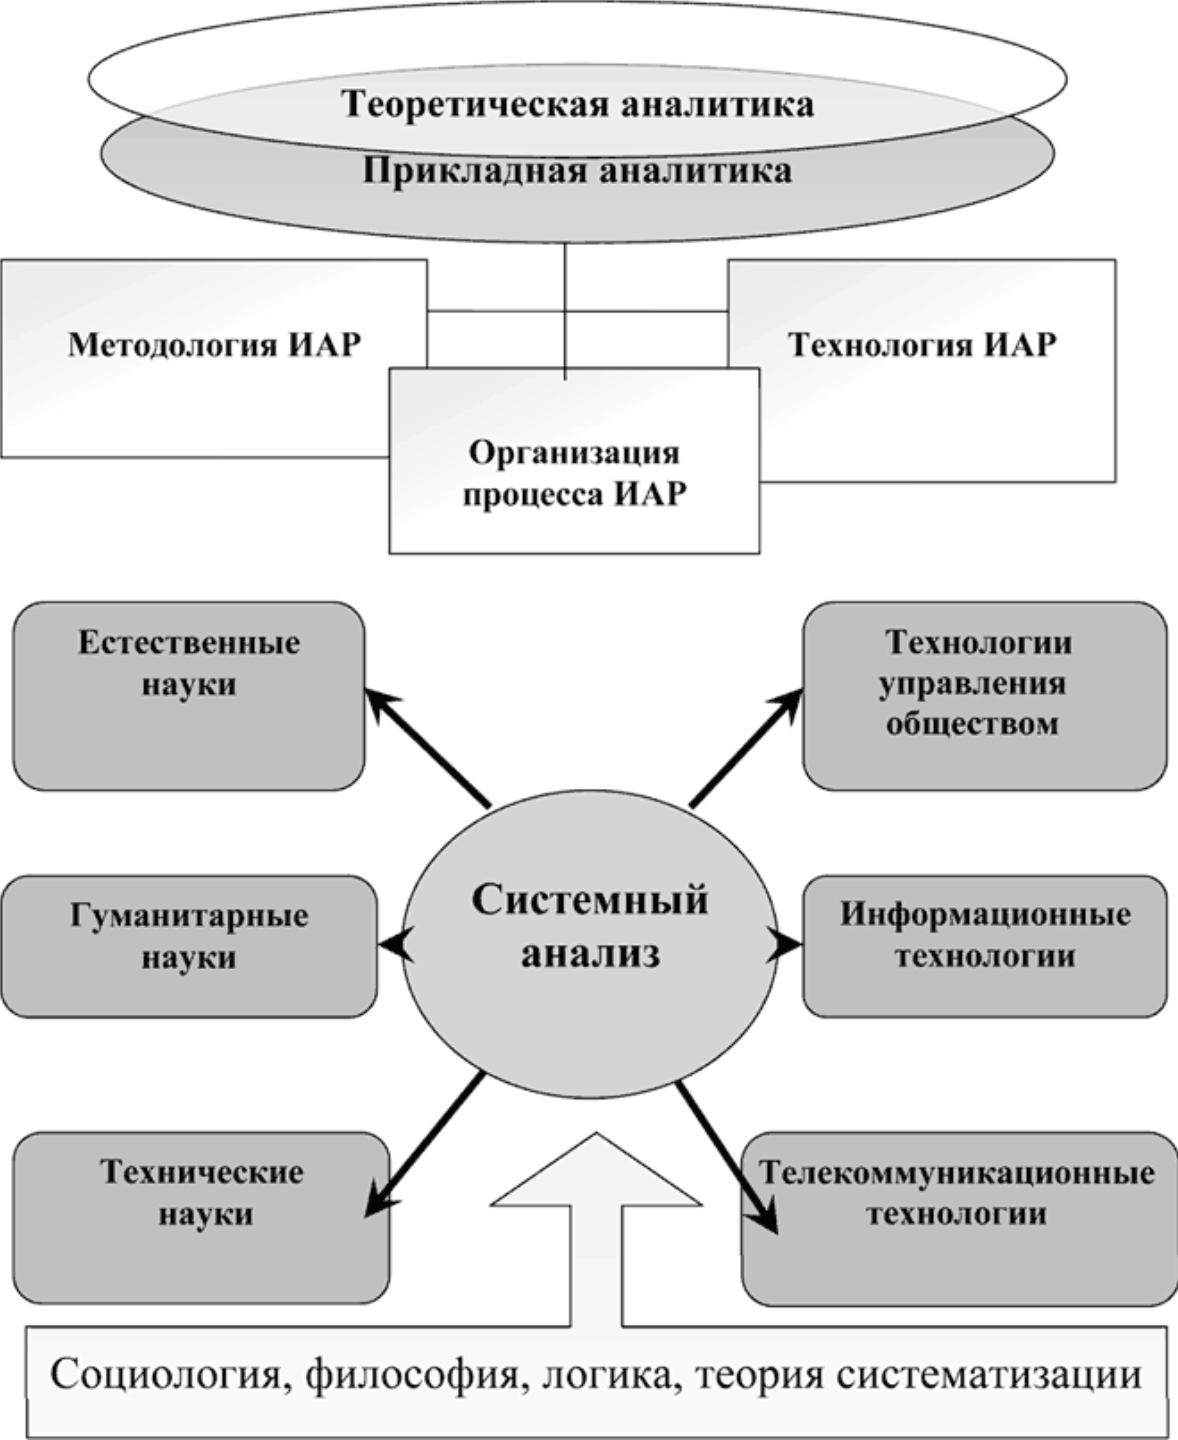 Теоретическая аналитика
Прикладная аналитика
Методология ИАР
Технология ИАР
Организация
процесса ИАР
Естественные
науки
Технологии
управления
обществом
Системный
анализ
Гуманитарные
науки
Информационные
технологии
Технические
науки
Телекоммуникационные
технологии
Социология, философия, логика, теория систематизации